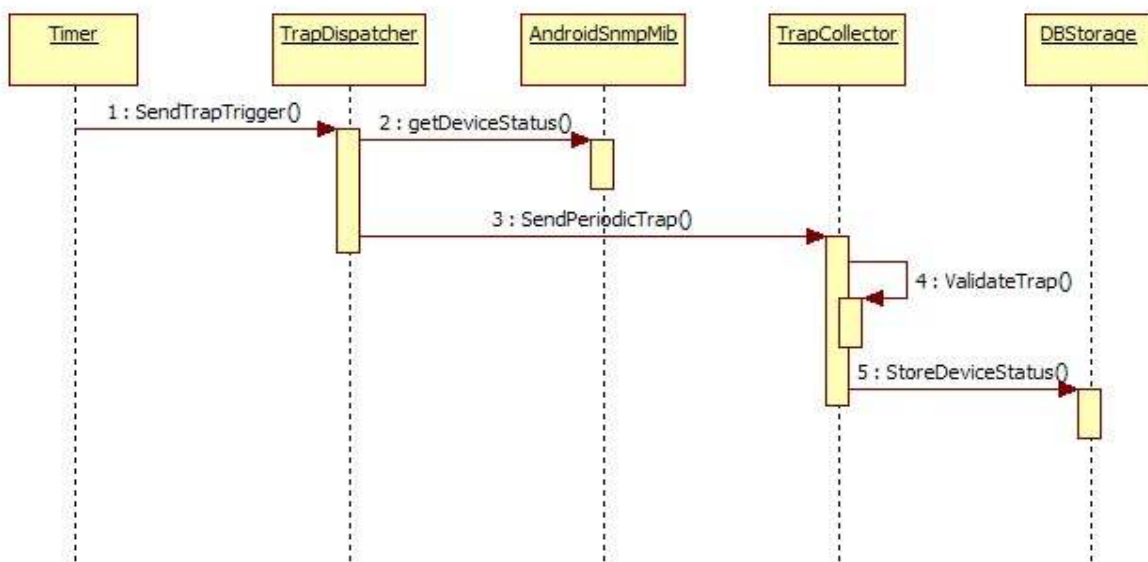 Timer
TrapDispatcher
AndroidSnmpMib
TrapCollector
DBStorage
1 : SendTrapTrigger()
2 : getDeviceStatus()
3 : SendPeriodicTrap()
4 : ValidateTrap()
5 : StoreDeviceStatus()